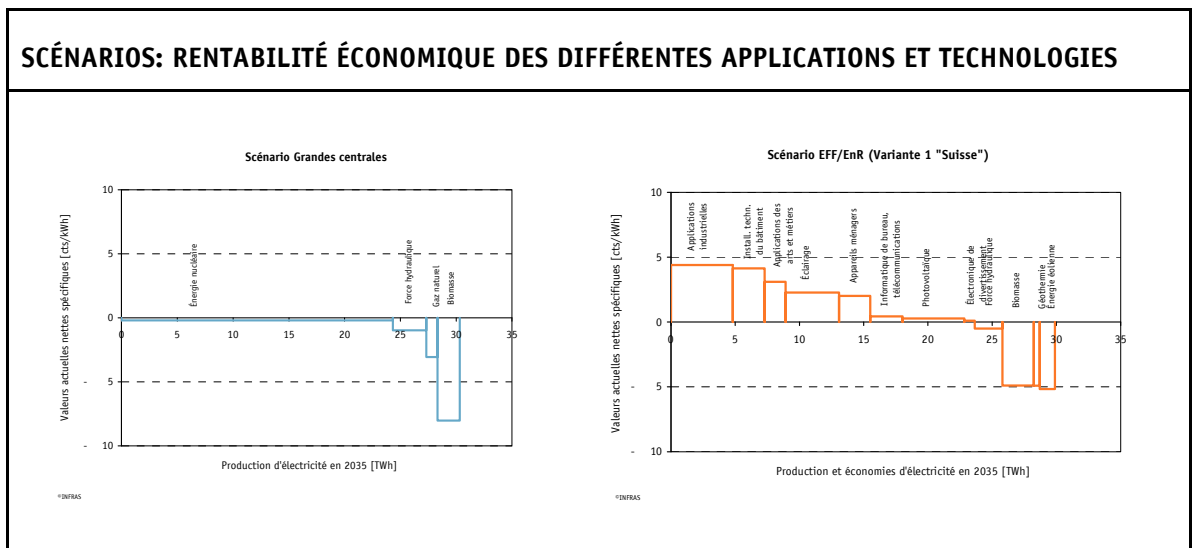 SCÉNARIOS: RENTABILITÉ ÉCONOMIQUE DES DIFFÉRENTES APPLICATIONS ET TECHNOLOGIES
Scénario Grandes centrales
Valeurs actuelles nettes spécifiques [cts/kWh]
10
5
0
- 5
- 10
0 5 10 15 20 25 30 35
Énergie nucléaire
Force hydraulique
Gaz naturel
Biomasse
Production d'électricité en 2035 [TWh]
©INFRAS
Scénario EFF/EnR (Variante 1 "Suisse")
Valeurs actuelles nettes spécifiques [cts/kWh]
10
5
0
- 5
- 10
0 5 10 15 20 25 30 35
Applications
industrielles
Install. techn.
du bâtiment
Applications des
arts et métiers
Éclairage
Appareils ménagers
Informatique de bureau,
télécommunications
Photovoltaïque
Électronique de
divertissement
Force hydraulique
Biomasse
Géothermie
Energie éolienne
Production et économies d'électricité en 2035 [TWh]
©INFRAS